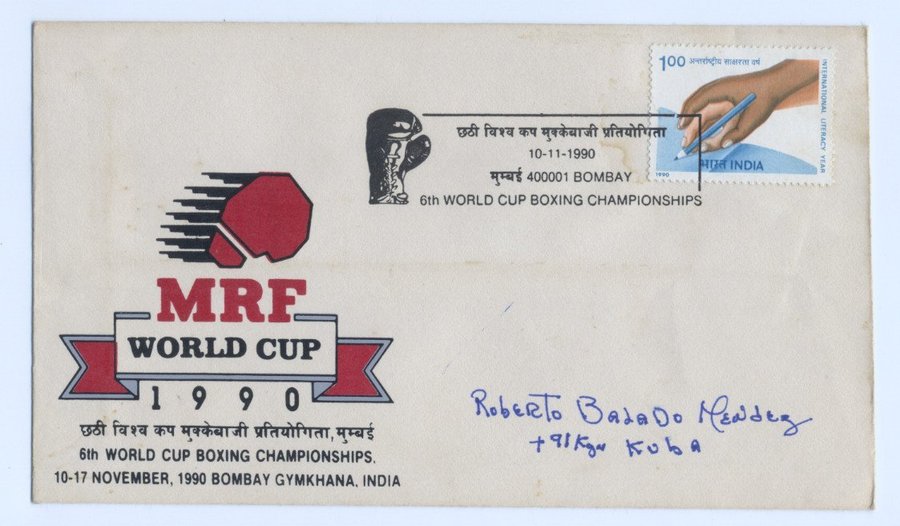 1.00 अन्तर्राष्ट्रीय साक्षरता वर्ष
INTERNATIONAL LITERACY YEAR
भारत INDIA
1990
छठी विश्व कप मुक्केबाजी प्रतियोगिता
10-11-1990
मुम्बई 400001 BOMBAY
6th WORLD CUP BOXING CHAMPIONSHIPS
MRF
WORLD CUP
1990
छठी विश्व कप मुक्केबाजी प्रतियोगिता, मुम्बई
6th WORLD CUP BOXING CHAMPIONSHIPS.
10-17 NOVEMBER, 1990 BOMBAY GYMKHANA, INDIA
Roberto Balado Mendez
+91 Kgr Kuba